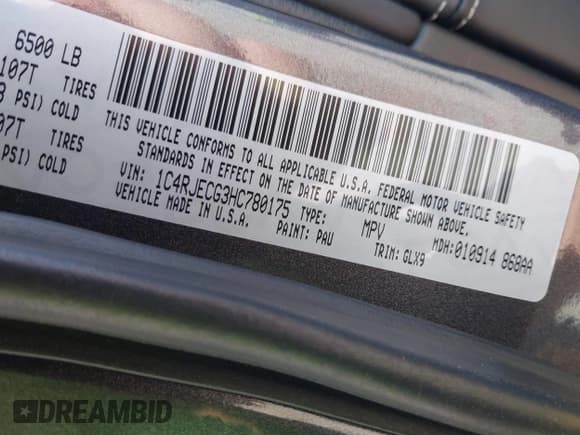 6500 LB
107T TIRES
PSI) COLD
07T TIRES
PSI) COLD
THIS VEHICLE CONFORMS TO ALL APPLICABLE U.S.A. FEDERAL MOTOR VEHICLE SAFETY
STANDARDS IN EFFECT ON THE DATE OF MANUFACTURE SHOWN ABOVE.
VIN: 1C4RJECG3HC780175 TYPE: MPV MDH:010914 868AA
VEHICLE MADE IN U.S.A. PAINT: PAU TRIM: GLX9
DREAMBID